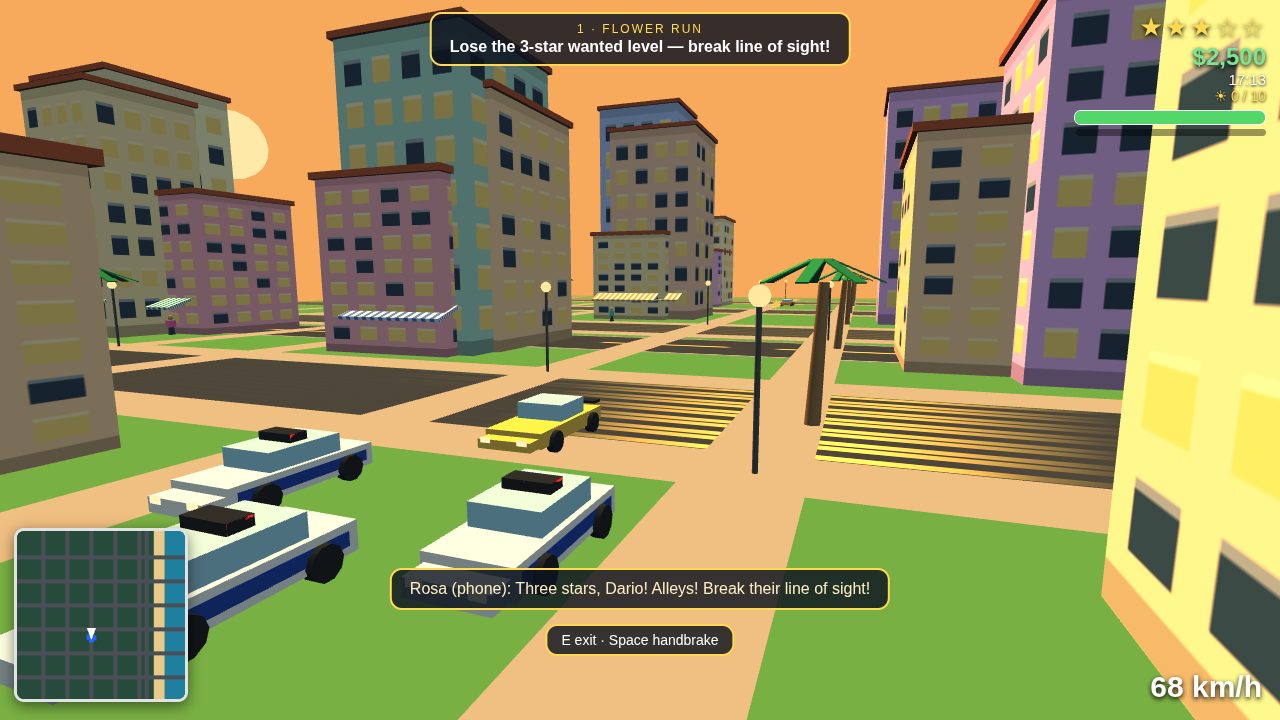 1 · FLOWER RUN
Lose the 3-star wanted level — break line of sight!
★★★☆☆
$2,500
17:13
☀ 0 / 10
Rosa (phone): Three stars, Dario! Alleys! Break their line of sight!
E exit · Space handbrake
68 km/h